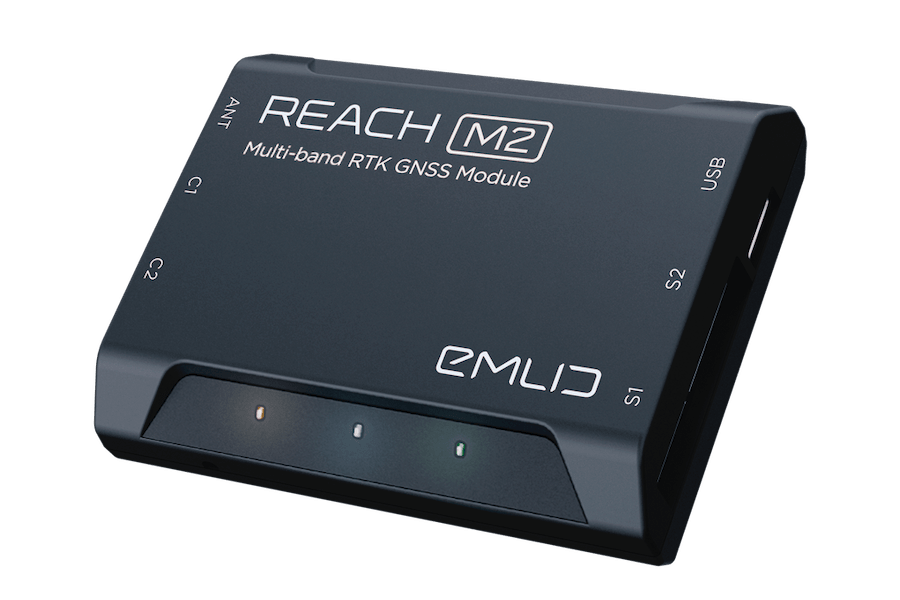 REACH M2
Multi-band RTK GNSS Module
ANT
C1
C2
USB
S2
S1
EMLID